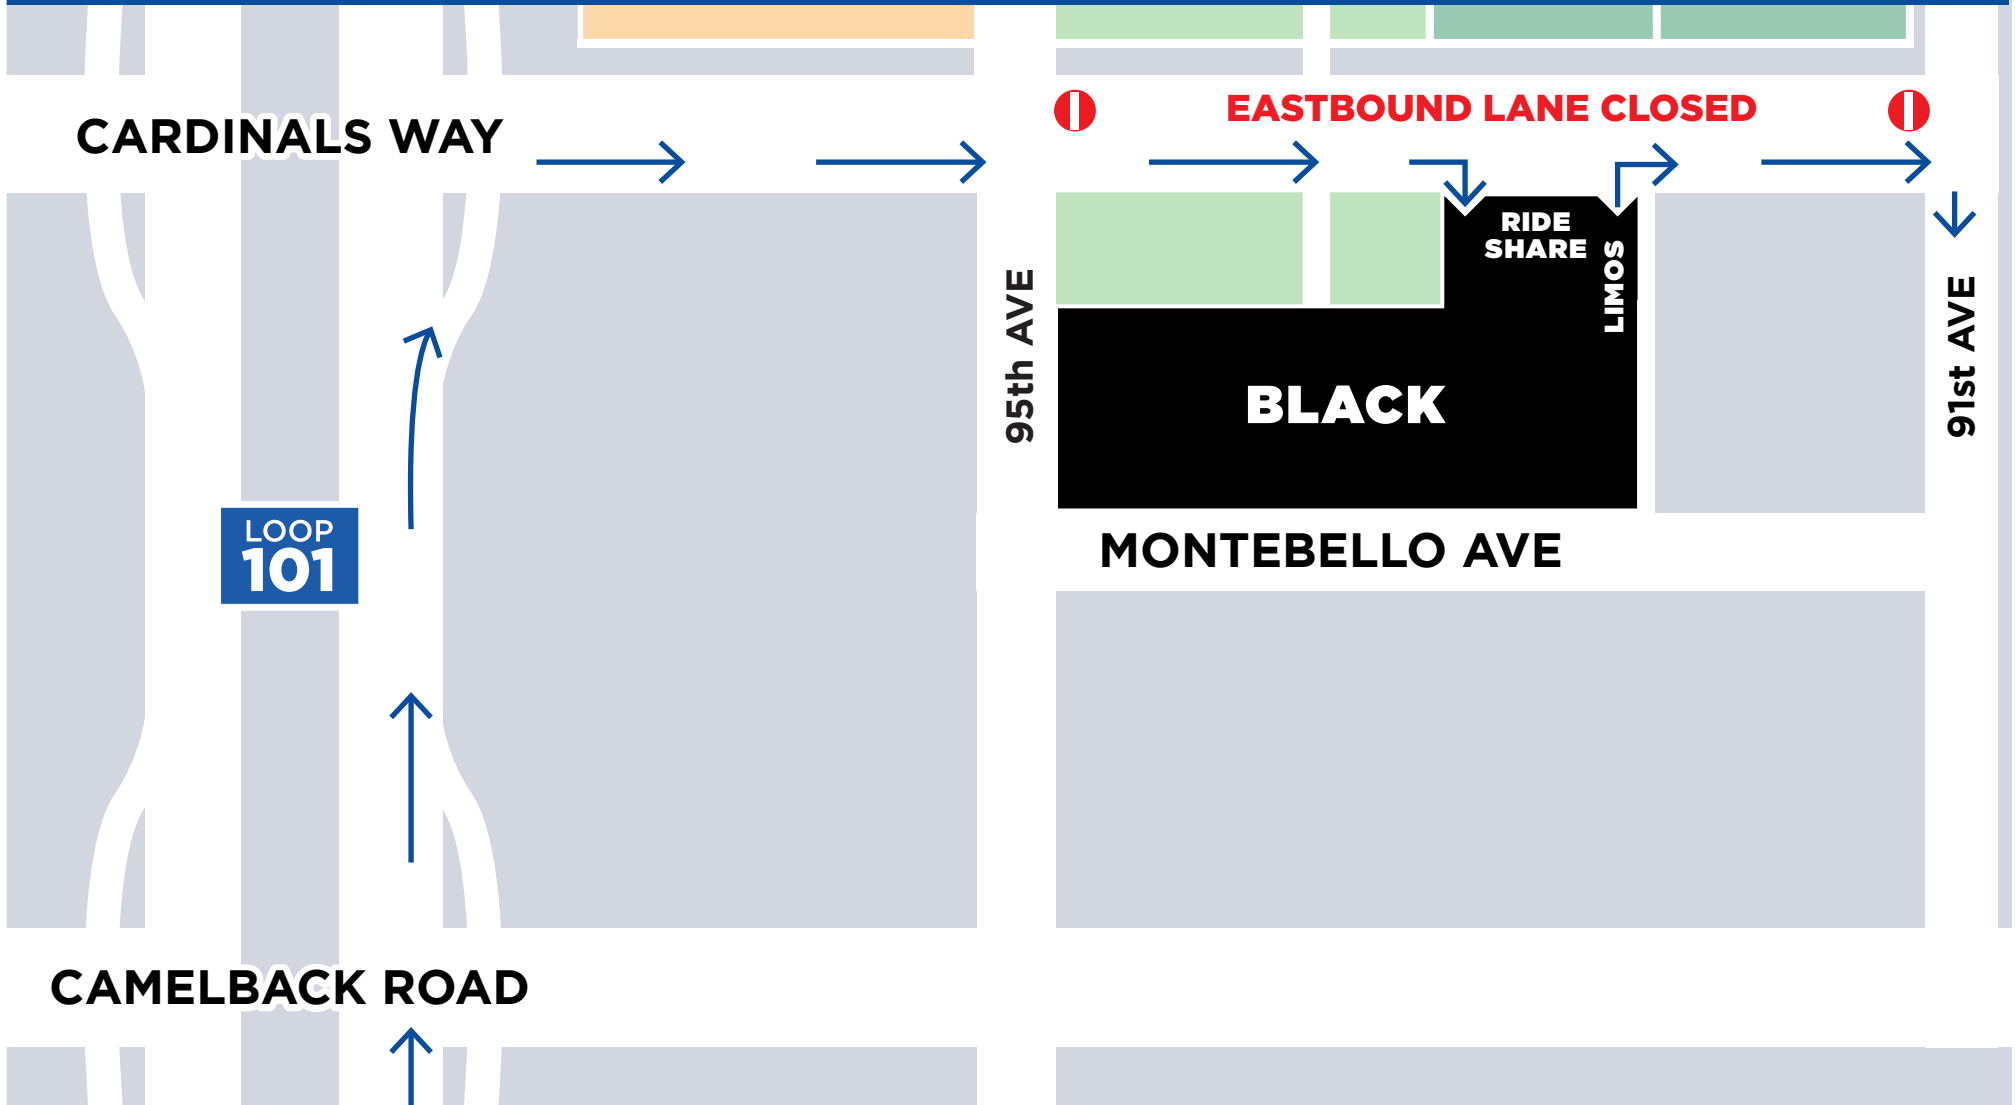 EASTBOUND LANE CLOSED
CARDINALS WAY
RIDE
SHARE
LIMOS
95th AVE
91st AVE
BLACK
LOOP
101
MONTEBELLO AVE
CAMELBACK ROAD